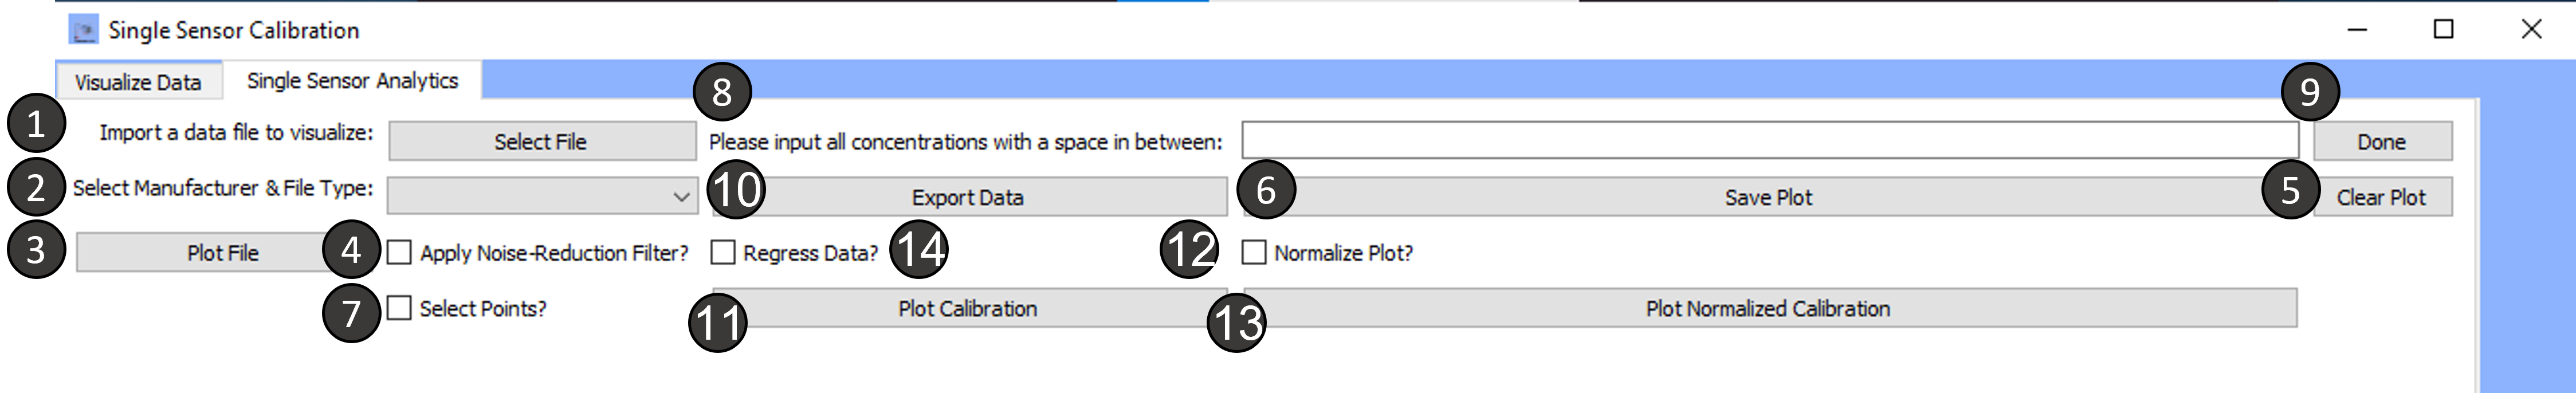 Single Sensor Calibration
Visualize Data Single Sensor Analytics 8 9
1 Import a data file to visualize: Select File Please input all concentrations with a space in between: Done
2 Select Manufacturer & File Type: 10 Export Data 6 Save Plot 5 Clear Plot
3 Plot File 4 Apply Noise-Reduction Filter? Regress Data? 14 12 Normalize Plot?
7 Select Points? 11 Plot Calibration 13 Plot Normalized Calibration